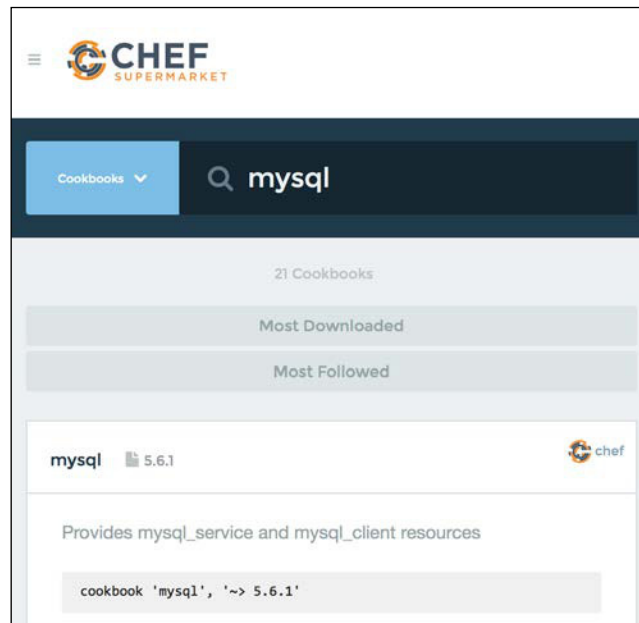 CHEF
SUPERMARKET
Cookbooks
mysql
21 Cookbooks
Most Downloaded
Most Followed
mysql 5.6.1
chef
Provides mysql_service and mysql_client resources
cookbook 'mysql', '~> 5.6.1'